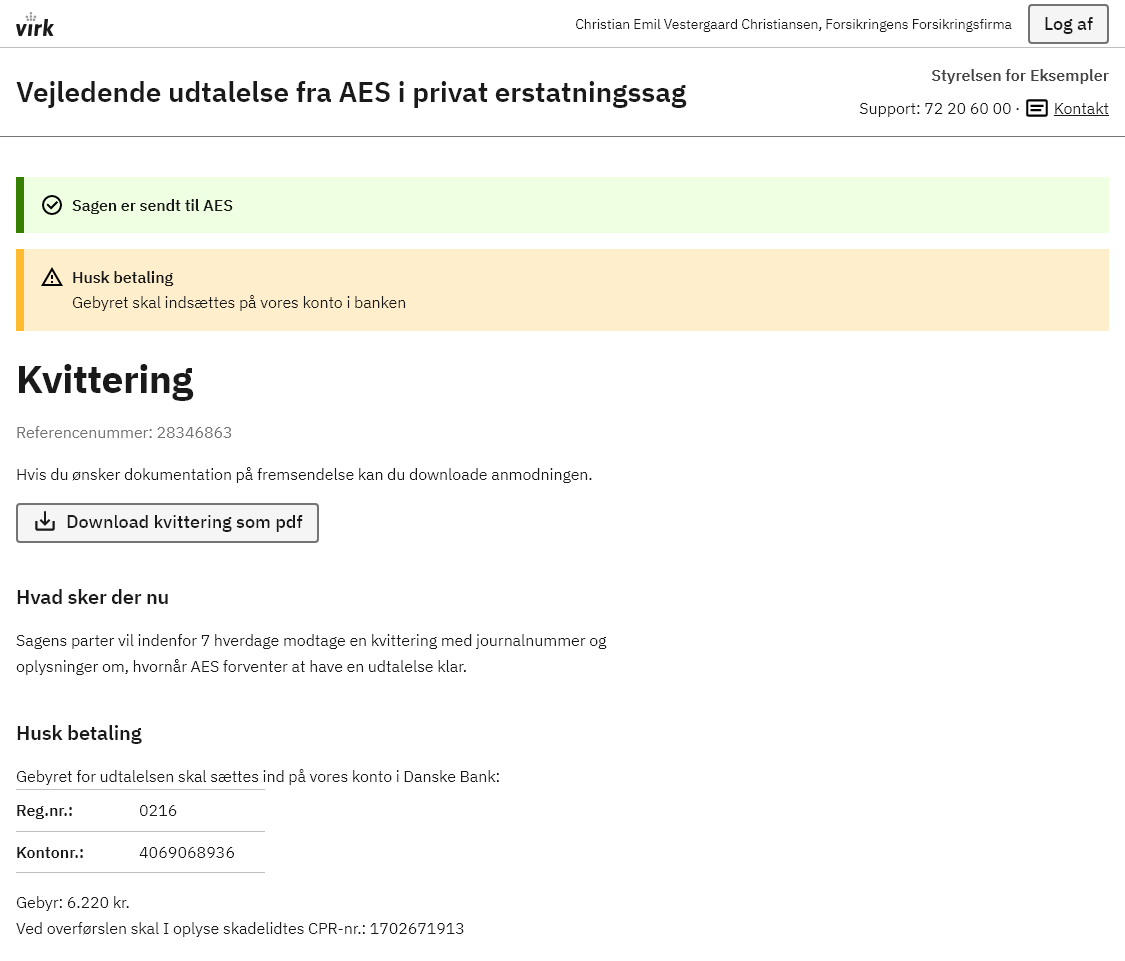 virk
Christian Emil Vestergaard Christiansen, Forsikringens Forsikringsfirma
Log af
Vejledende udtalelse fra AES i privat erstatningssag
Styrelsen for Eksempler
Support: 72 20 60 00 · Kontakt
Sagen er sendt til AES
Husk betaling
Gebyret skal indsættes på vores konto i banken
Kvittering
Referencenummer: 28346863
Hvis du ønsker dokumentation på fremsendelse kan du downloade anmodningen.
Download kvittering som pdf
Hvad sker der nu
Sagens parter vil indenfor 7 hverdage modtage en kvittering med journalnummer og
oplysninger om, hvornår AES forventer at have en udtalelse klar.
Husk betaling
Gebyret for udtalelsen skal sættes ind på vores konto i Danske Bank:
Reg.nr.: 0216
Kontonr.: 4069068936
Gebyr: 6.220 kr.
Ved overførslen skal I oplyse skadelidtes CPR-nr.: 1702671913